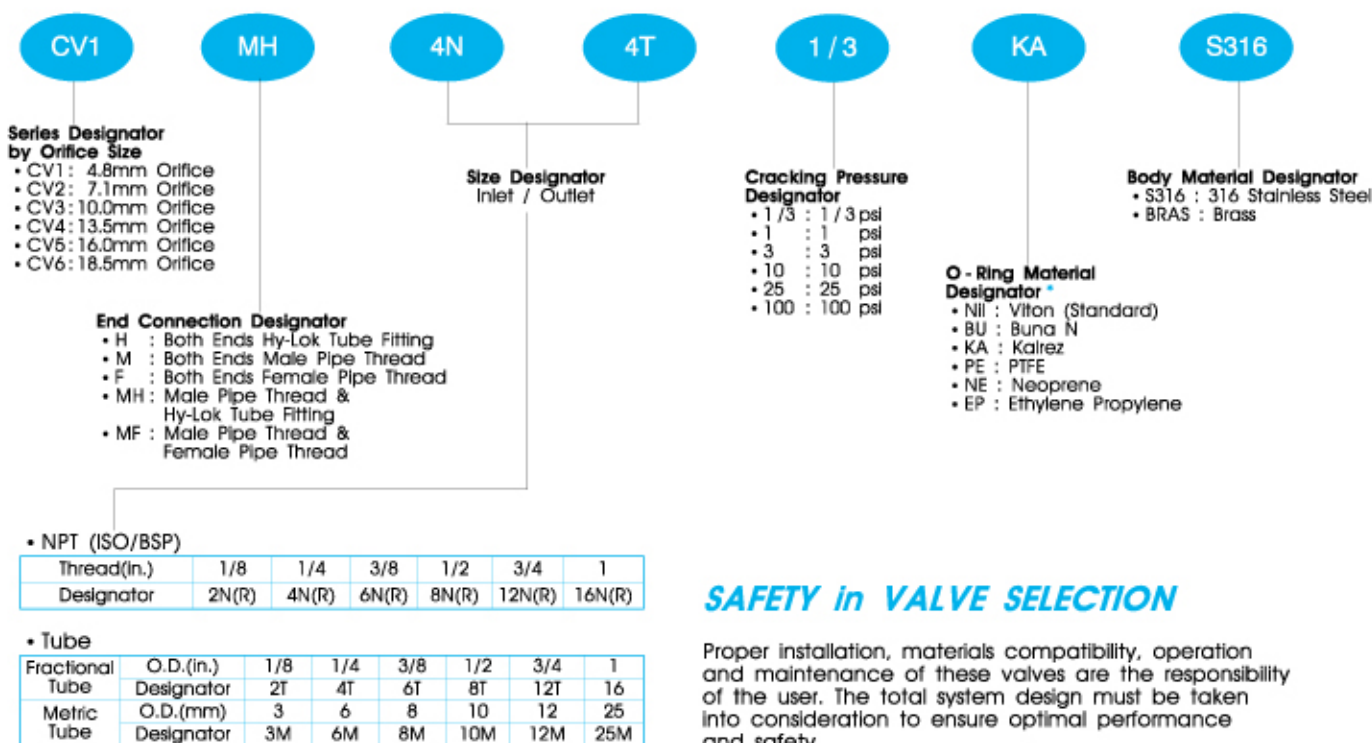 CV1 MH 4N 4T 1/3 KA S316
Series Designator
by Orifice Size
• CV1: 4.8mm Orifice
• CV2: 7.1mm Orifice
• CV3: 10.0mm Orifice
• CV4: 13.5mm Orifice
• CV5: 16.0mm Orifice
• CV6: 18.5mm Orifice
End Connection Designator
• H : Both Ends Hy-Lok Tube Fitting
• M : Both Ends Male Pipe Thread
• F : Both Ends Female Pipe Thread
• MH : Male Pipe Thread &
Hy-Lok Tube Fitting
• MF : Male Pipe Thread &
Female Pipe Thread
Size Designator
Inlet / Outlet
Cracking Pressure
Designator
• 1/3 : 1/3 psi
• 1 : 1 psi
• 3 : 3 psi
• 10 : 10 psi
• 25 : 25 psi
• 100 : 100 psi
O-Ring Material
Designator *
• Nil : Viton (Standard)
• BU : Buna N
• KA : Kalrez
• PE : PTFE
• NE : Neoprene
• EP : Ethylene Propylene
Body Material Designator
• S316 : 316 Stainless Steel
• BRAS : Brass
• NPT (ISO/BSP)
Thread(in.) 1/8 1/4 3/8 1/2 3/4 1
Designator 2N(R) 4N(R) 6N(R) 8N(R) 12N(R) 16N(R)
• Tube
Fractional Tube O.D.(in.) 1/8 1/4 3/8 1/2 3/4 1
Designator 2T 4T 6T 8T 12T 16
Metric Tube O.D.(mm) 3 6 8 10 12 25
Designator 3M 6M 8M 10M 12M 25M
SAFETY in VALVE SELECTION
Proper installation, materials compatibility, operation
and maintenance of these valves are the responsibility
of the user. The total system design must be taken
into consideration to ensure optimal performance
and safety.